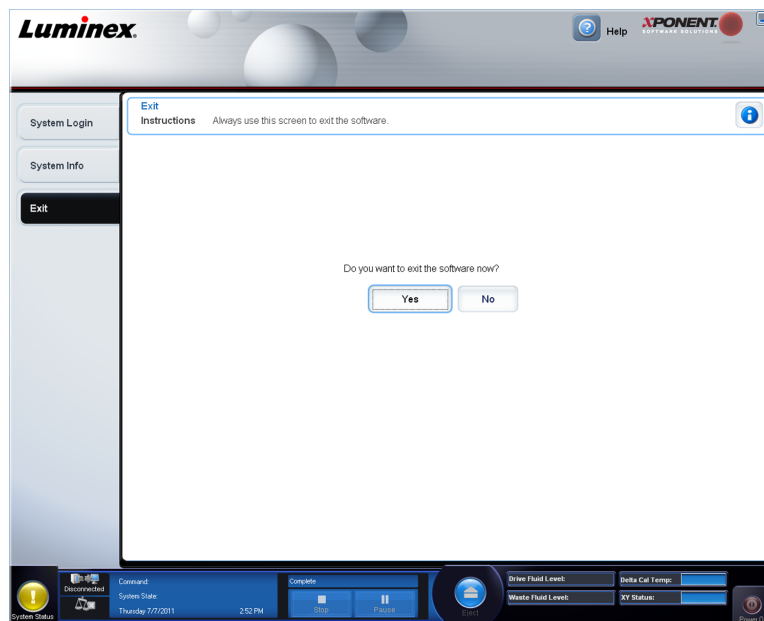 Luminex.
Help
XPONENT.
SOFTWARE SOLUTIONS
Exit
Instructions Always use this screen to exit the software.
System Login
System Info
Exit
Do you want to exit the software now?
Yes No
Disconnected
System Status
Command:
System State:
Thursday 7/7/2011 2:52 PM
Complete
Stop Pause
Eject
Drive Fluid Level:
Waste Fluid Level:
Delta Cal Temp:
XY Status: